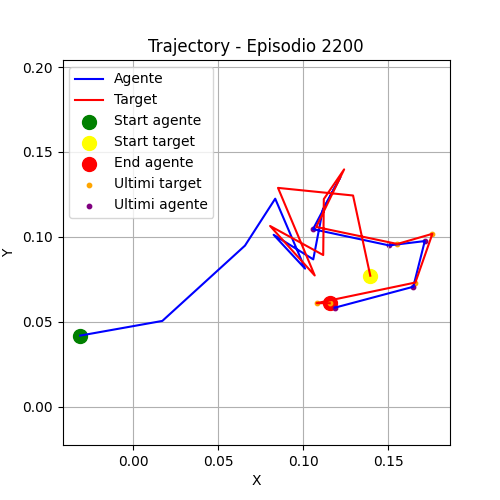 Trajectory - Episodio 2200
Agente
Target
Start agente
Start target
End agente
Ultimi target
Ultimi agente
0.20
0.15
0.10
0.05
0.00
Y
0.00 0.05 0.10 0.15
X